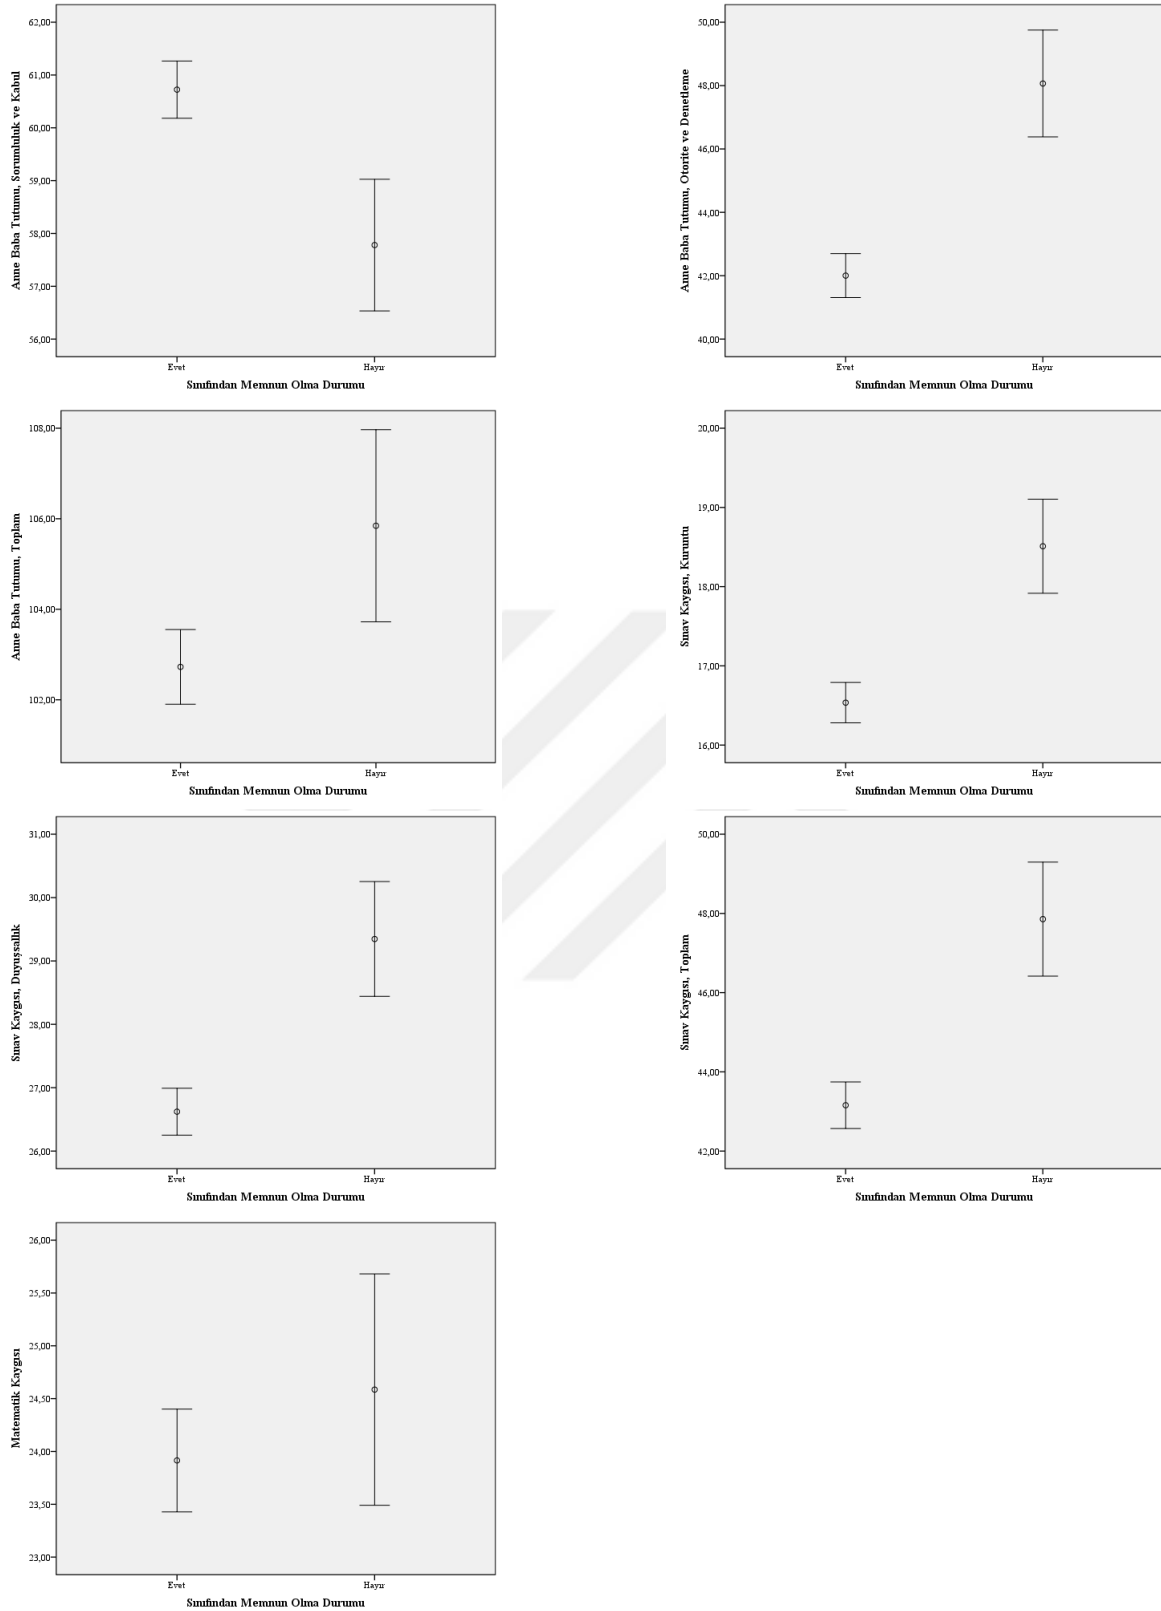 Anne Baba Tutumu, Sorumluluk ve Kabul
62,00
61,00
60,00
59,00
58,00
57,00
56,00
Evet
Hayır
Sınıfından Memnun Olma Durumu
Anne Baba Tutumu, Otorite ve Denetleme
50,00
48,00
46,00
44,00
42,00
40,00
Evet
Hayır
Sınıfından Memnun Olma Durumu
Anne Baba Tutumu, Toplam
108,00
106,00
104,00
102,00
Evet
Hayır
Sınıfından Memnun Olma Durumu
Sınav Kaygısı, Kuruntu
20,00
19,00
18,00
17,00
16,00
Evet
Hayır
Sınıfından Memnun Olma Durumu
Sınav Kaygısı, Duyuşsallık
31,00
30,00
29,00
28,00
27,00
26,00
Evet
Hayır
Sınıfından Memnun Olma Durumu
Sınav Kaygısı, Toplam
50,00
48,00
46,00
44,00
42,00
Evet
Hayır
Sınıfından Memnun Olma Durumu
Matematik Kaygısı
26,00
25,50
25,00
24,50
24,00
23,50
23,00
Evet
Hayır
Sınıfından Memnun Olma Durumu